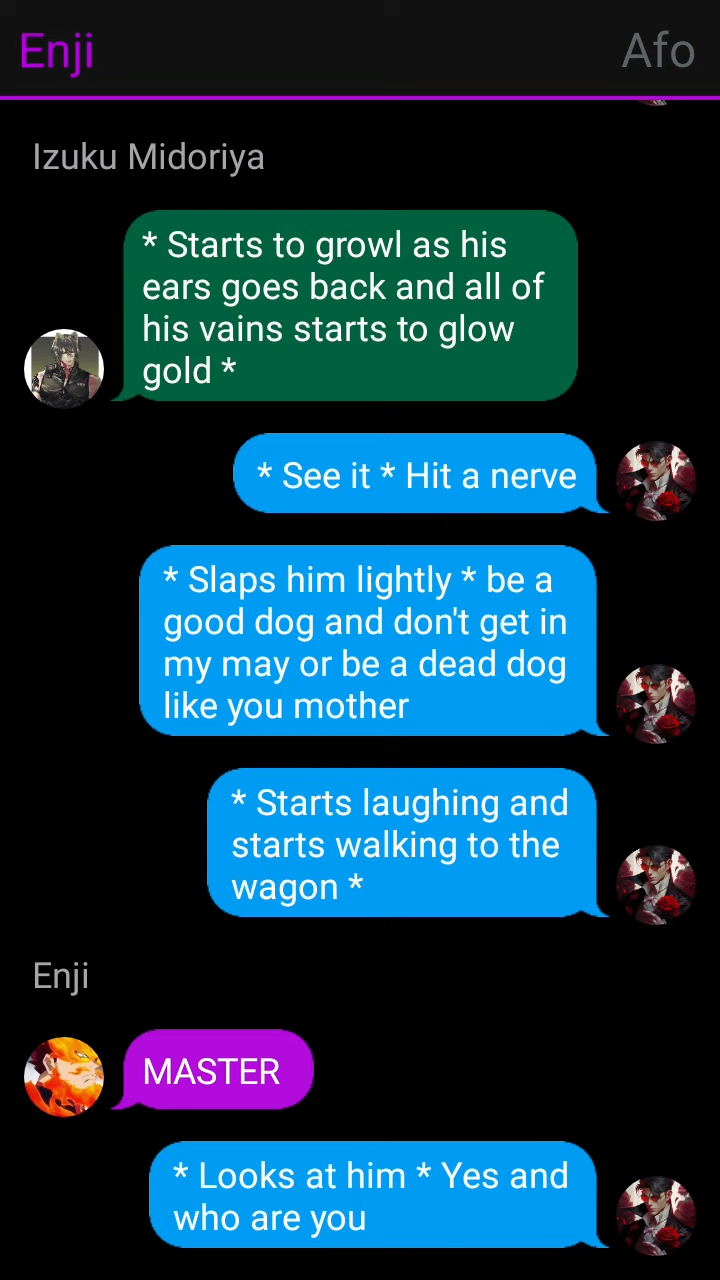 Enji
Afo
Izuku Midoriya
* Starts to growl as his
ears goes back and all of
his vains starts to glow
gold *
* See it * Hit a nerve
* Slaps him lightly * be a
good dog and don't get in
my may or be a dead dog
like you mother
* Starts laughing and
starts walking to the
wagon *
Enji
MASTER
* Looks at him * Yes and
who are you